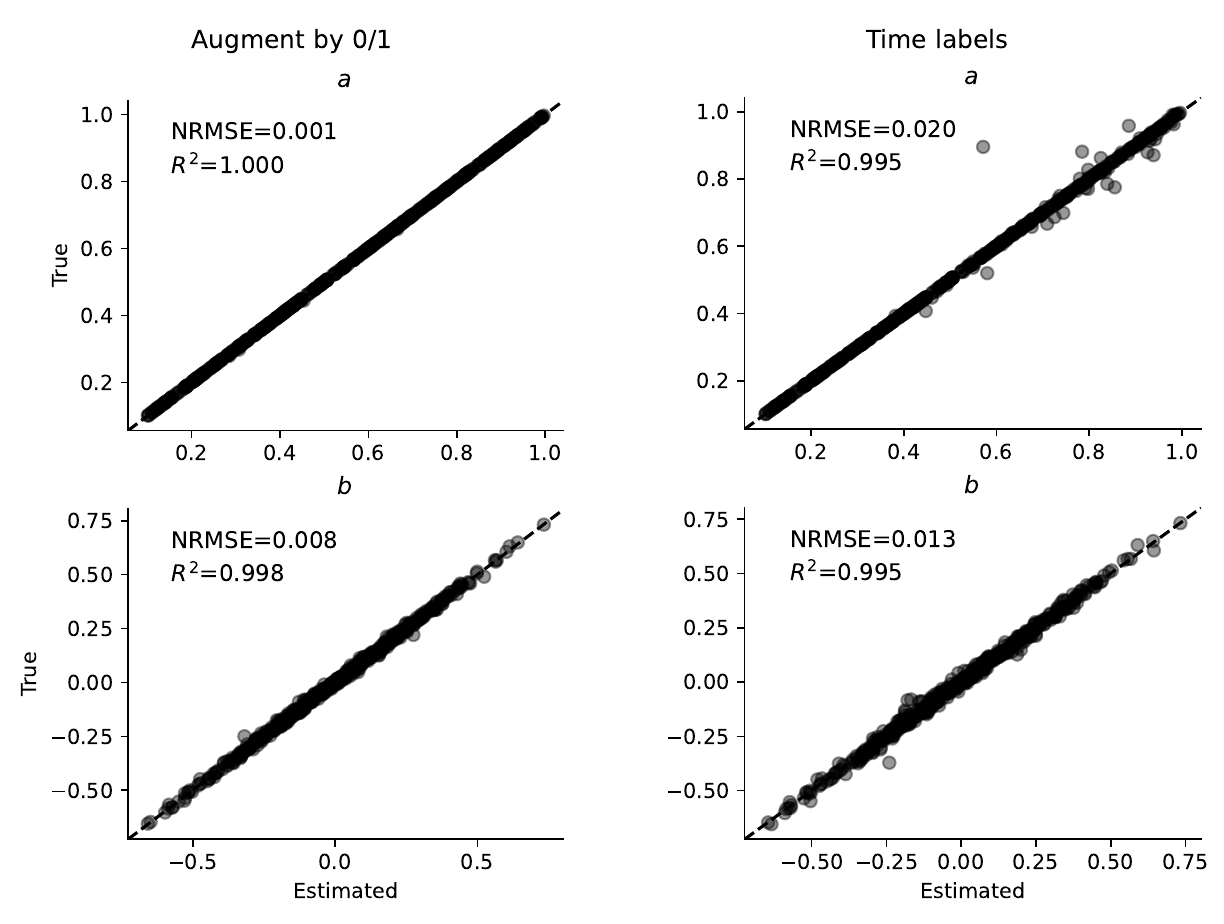 Augment by 0/1
a
NRMSE=0.001
R²=1.000
1.0
0.8
0.6
0.4
0.2
True
0.2 0.4 0.6 0.8 1.0
Time labels
a
NRMSE=0.020
R²=0.995
1.0
0.8
0.6
0.4
0.2
0.2 0.4 0.6 0.8 1.0
b
NRMSE=0.008
R²=0.998
0.75
0.50
0.25
0.00
−0.25
−0.50
True
−0.5 0.0 0.5
Estimated
b
NRMSE=0.013
R²=0.995
0.75
0.50
0.25
0.00
−0.25
−0.50
−0.50 −0.25 0.00 0.25 0.50 0.75
Estimated